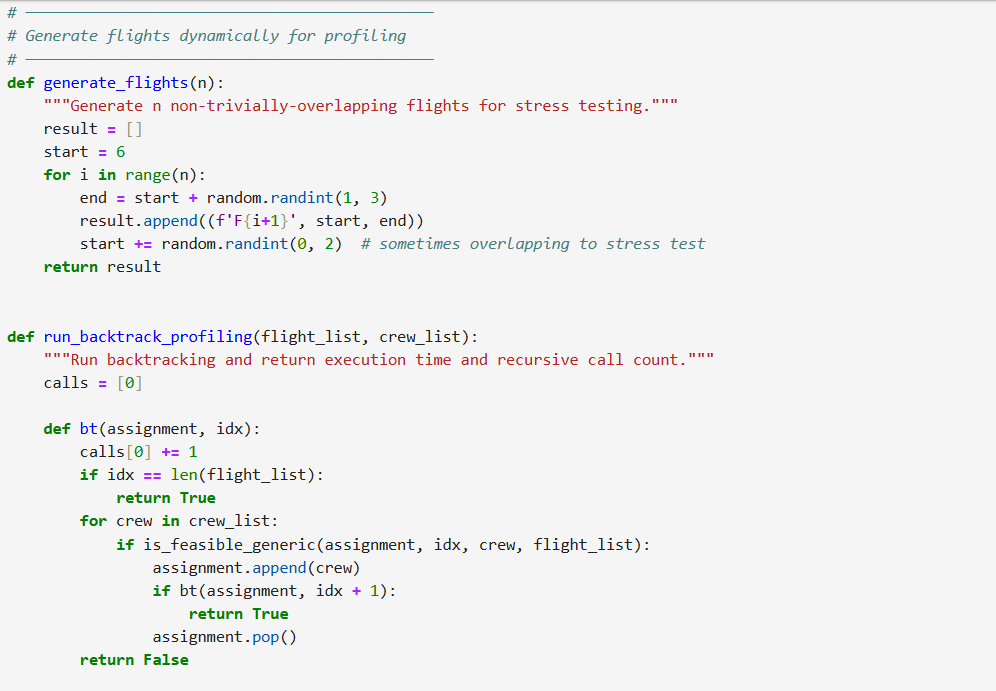 # ─────────────────────────────────────────────
# Generate flights dynamically for profiling
# ─────────────────────────────────────────────
def generate_flights(n):
    """Generate n non-trivially-overlapping flights for stress testing."""
    result = []
    start = 6
    for i in range(n):
        end = start + random.randint(1, 3)
        result.append((f'F{i+1}', start, end))
        start += random.randint(0, 2)  # sometimes overlapping to stress test
    return result


def run_backtrack_profiling(flight_list, crew_list):
    """Run backtracking and return execution time and recursive call count."""
    calls = [0]

    def bt(assignment, idx):
        calls[0] += 1
        if idx == len(flight_list):
            return True
        for crew in crew_list:
            if is_feasible_generic(assignment, idx, crew, flight_list):
                assignment.append(crew)
                if bt(assignment, idx + 1):
                    return True
                assignment.pop()
        return False